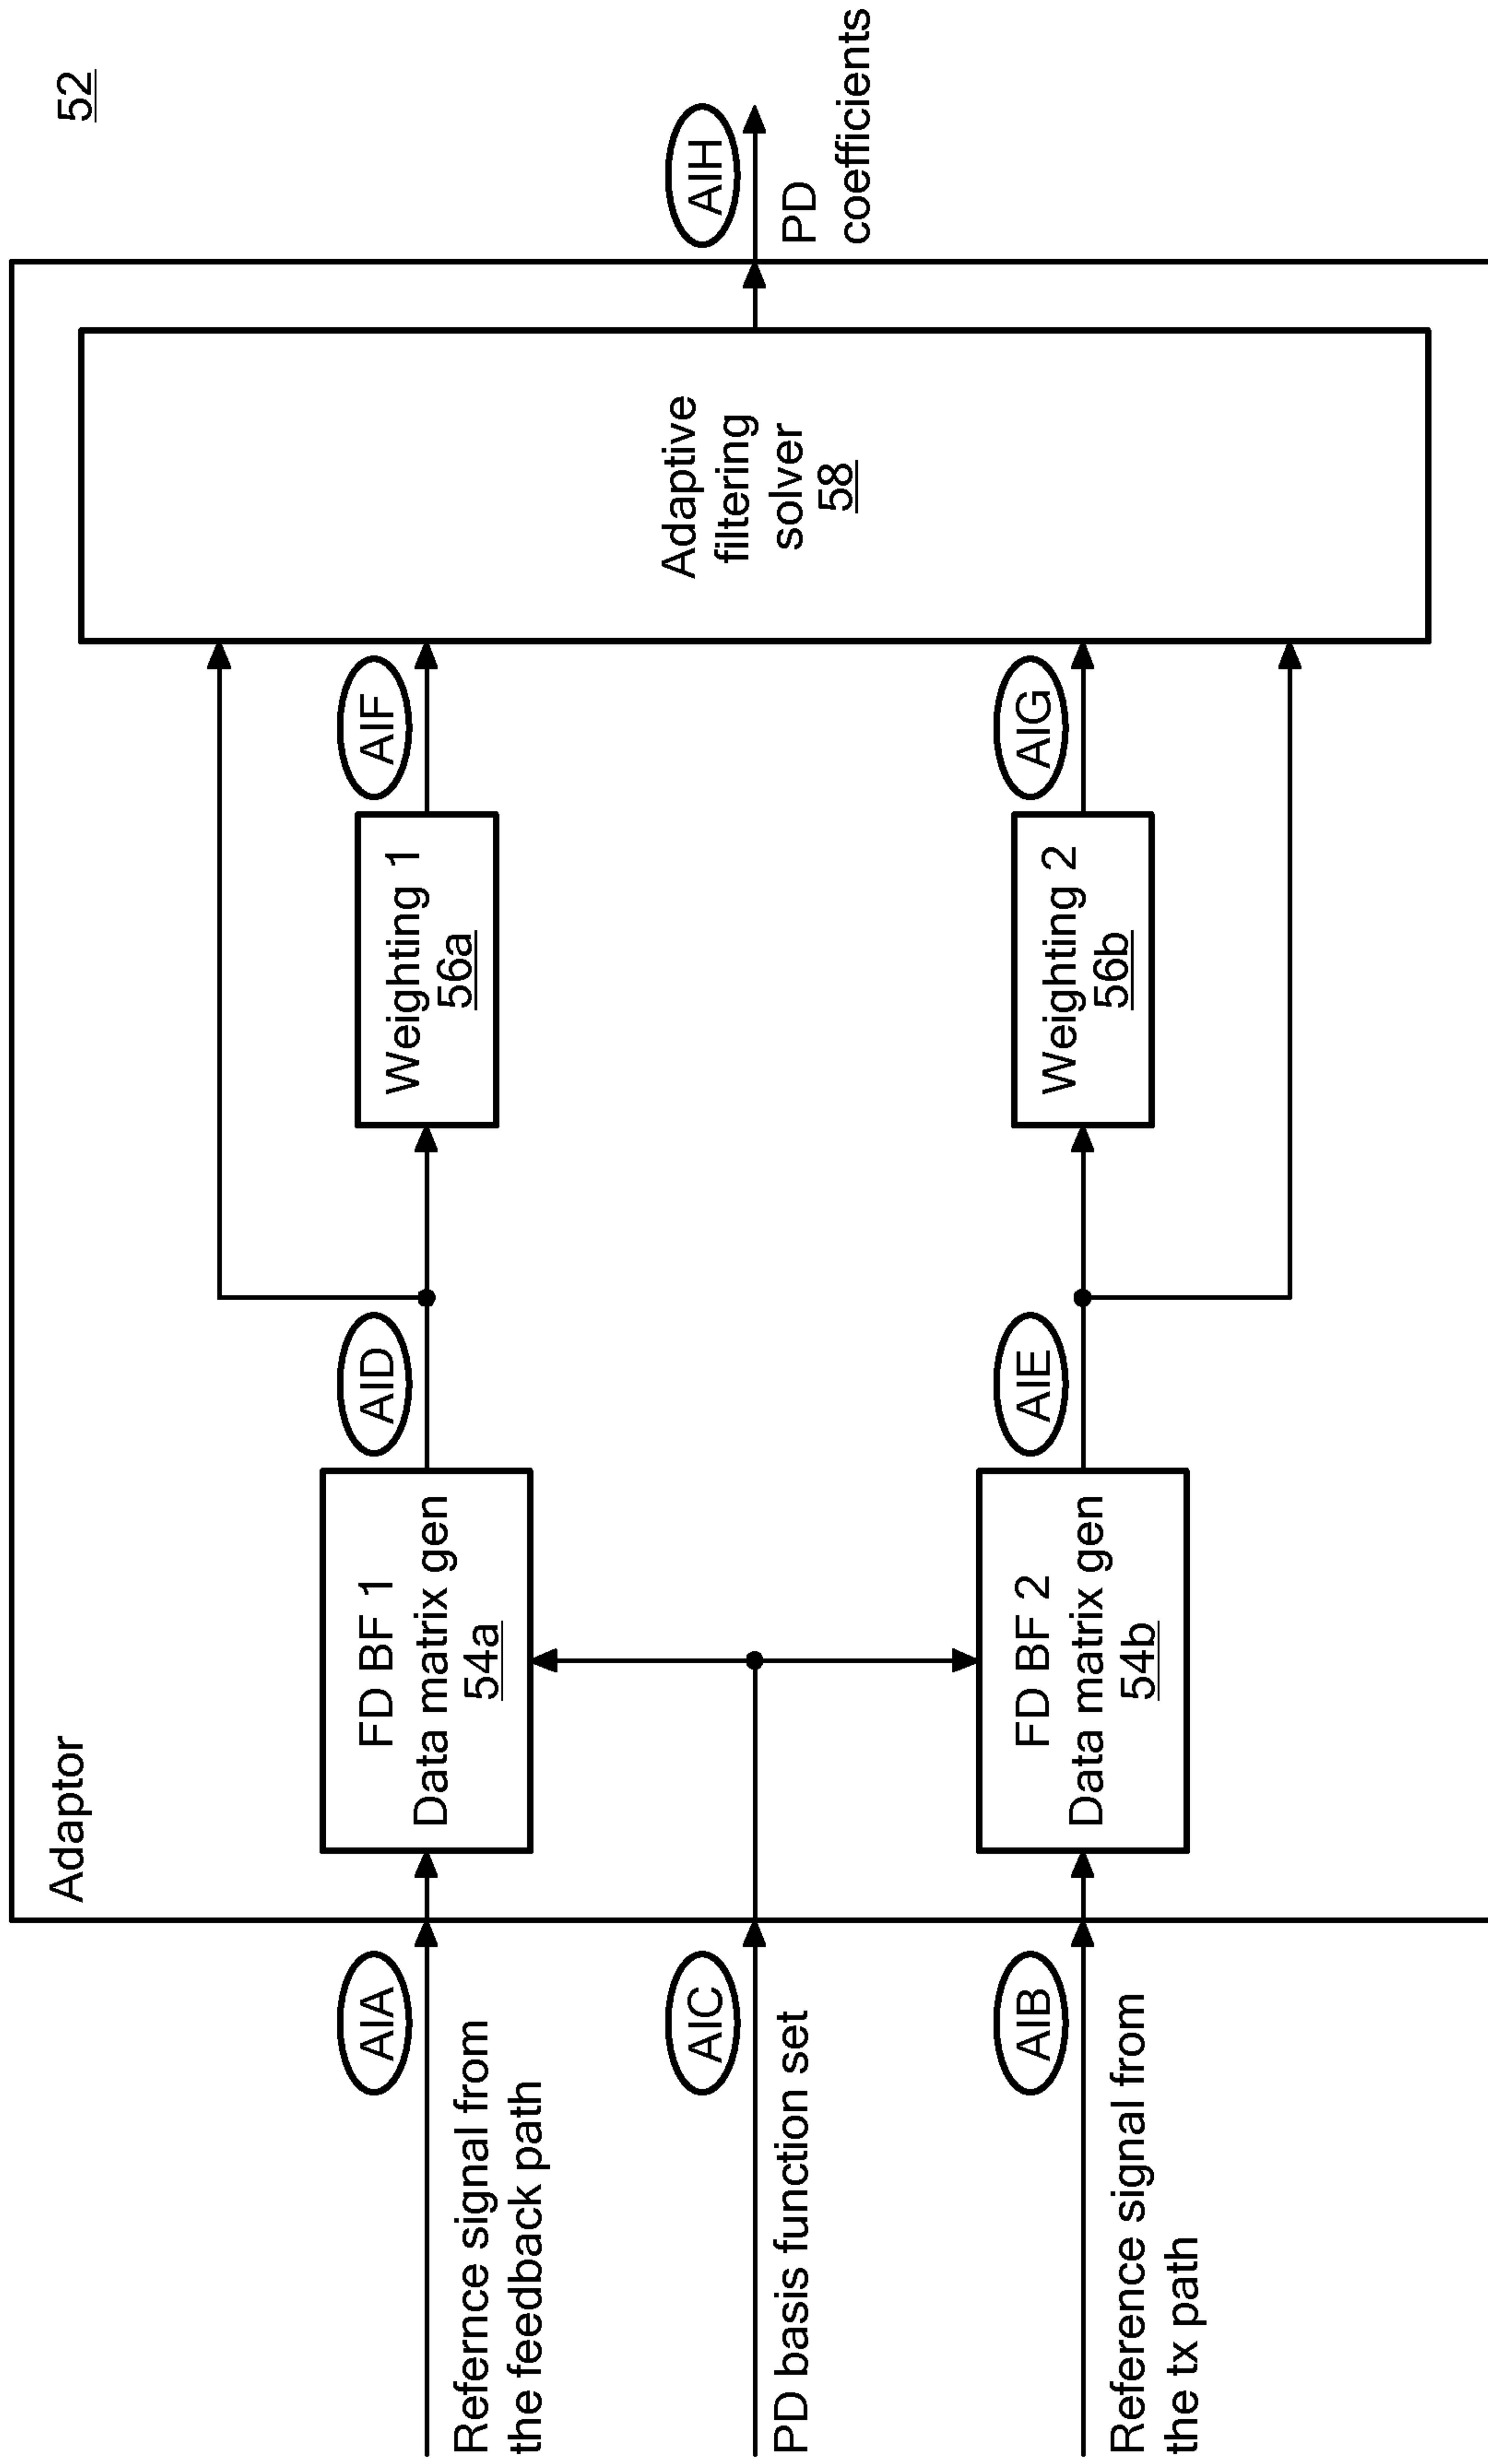 52
Adaptor
AIA
Refernce signal from
the feedback path
FD BF 1
Data matrix gen
54a
AID
Weighting 1
56a
AIF
Adaptive
filtering
solver
58
AIH
PD
coefficients
AIC
PD basis function set
AIB
Reference signal from
the tx path
FD BF 2
Data matrix gen
54b
AIE
Weighting 2
56b
AIG